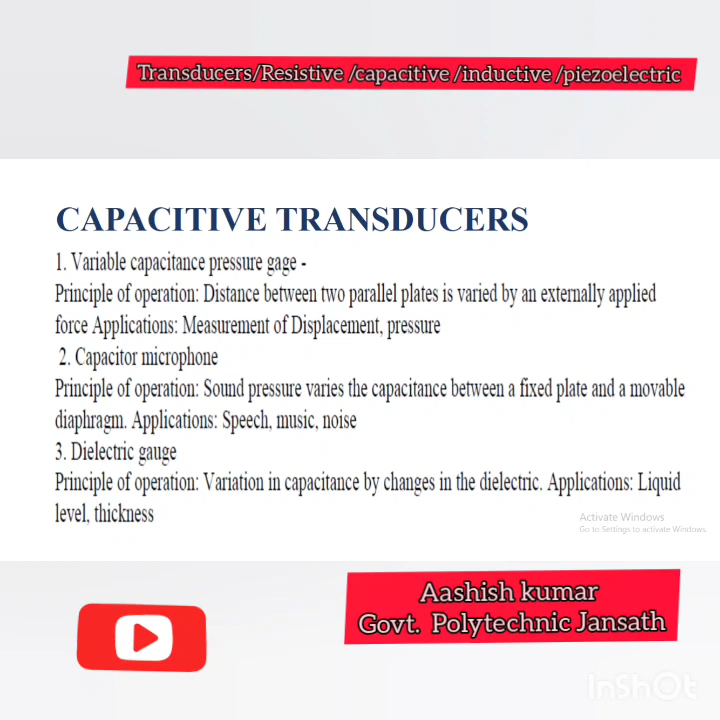 Transducers/Resistive /capacitive /inductive /piezoelectric
CAPACITIVE TRANSDUCERS
1. Variable capacitance pressure gage -
Principle of operation: Distance between two parallel plates is varied by an externally applied
force Applications: Measurement of Displacement, pressure
2. Capacitor microphone
Principle of operation: Sound pressure varies the capacitance between a fixed plate and a movable
diaphragm. Applications: Speech, music, noise
3. Dielectric gauge
Principle of operation: Variation in capacitance by changes in the dielectric. Applications: Liquid
level, thickness
Activate Windows
Go to Settings to activate Windows.
Aashish kumar
Govt. Polytechnic Jansath
InShOt